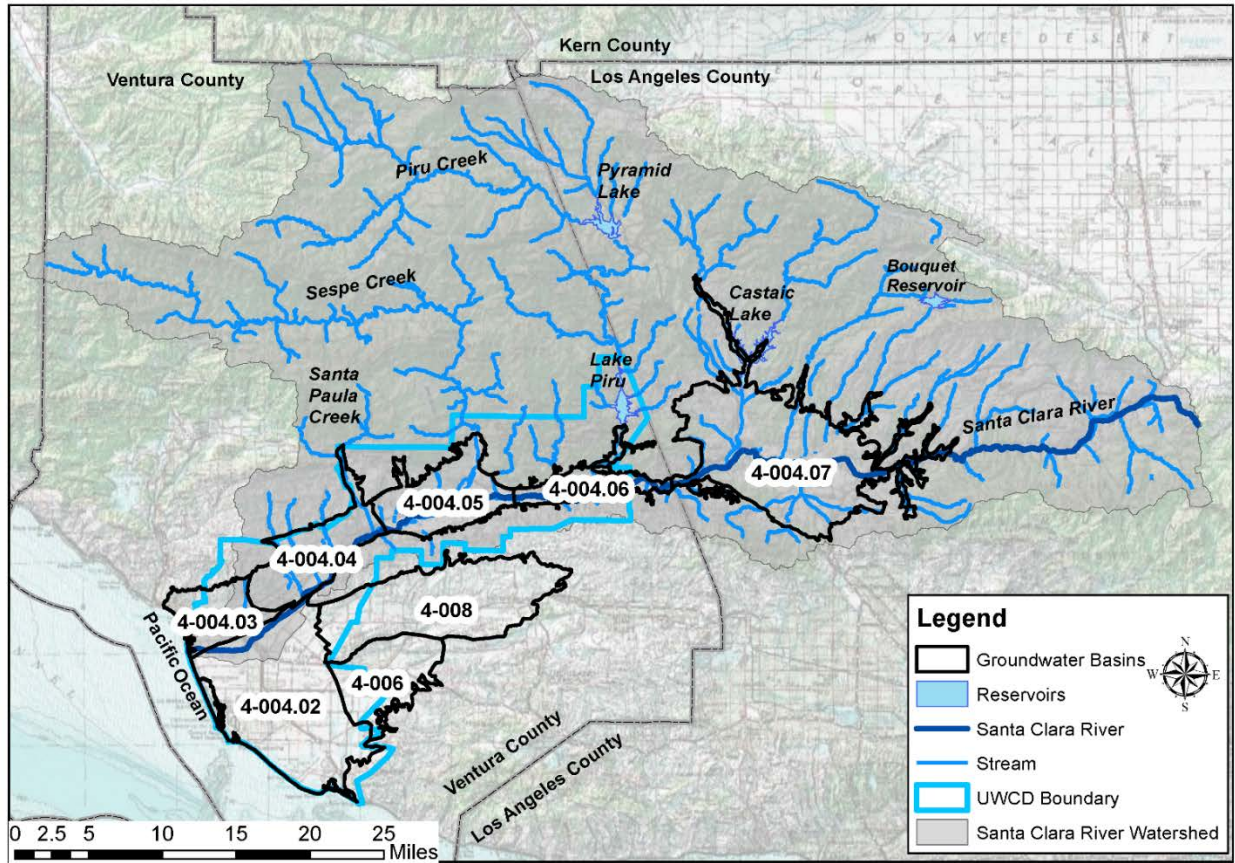 Kern County
MOJAVE DESERT
Ventura County
Los Angeles County
Piru Creek
Pyramid
Lake
Sespe Creek
Bouquet
Reservoir
Castaic
Lake
Lake
Piru
Santa
Paula
Creek
Santa Clara River
4-004.07
4-004.06
4-004.05
4-004.04
4-008
4-004.03
4-006
4-004.02
Pacific Ocean
Ventura County
Los Angeles County
0 2.5 5 10 15 20 25
Miles
Legend
N
W E
S
Groundwater Basins
Reservoirs
Santa Clara River
Stream
UWCD Boundary
Santa Clara River Watershed